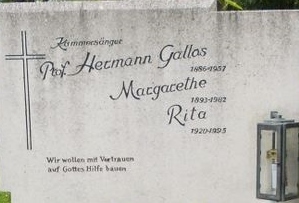 Kammersänger
Prof. Hermann Gallos
1886-1957
Margarethe
1893-1982
Rita
1920-1995
Wir wollen mit Vertrauen
auf Gottes Hilfe bauen